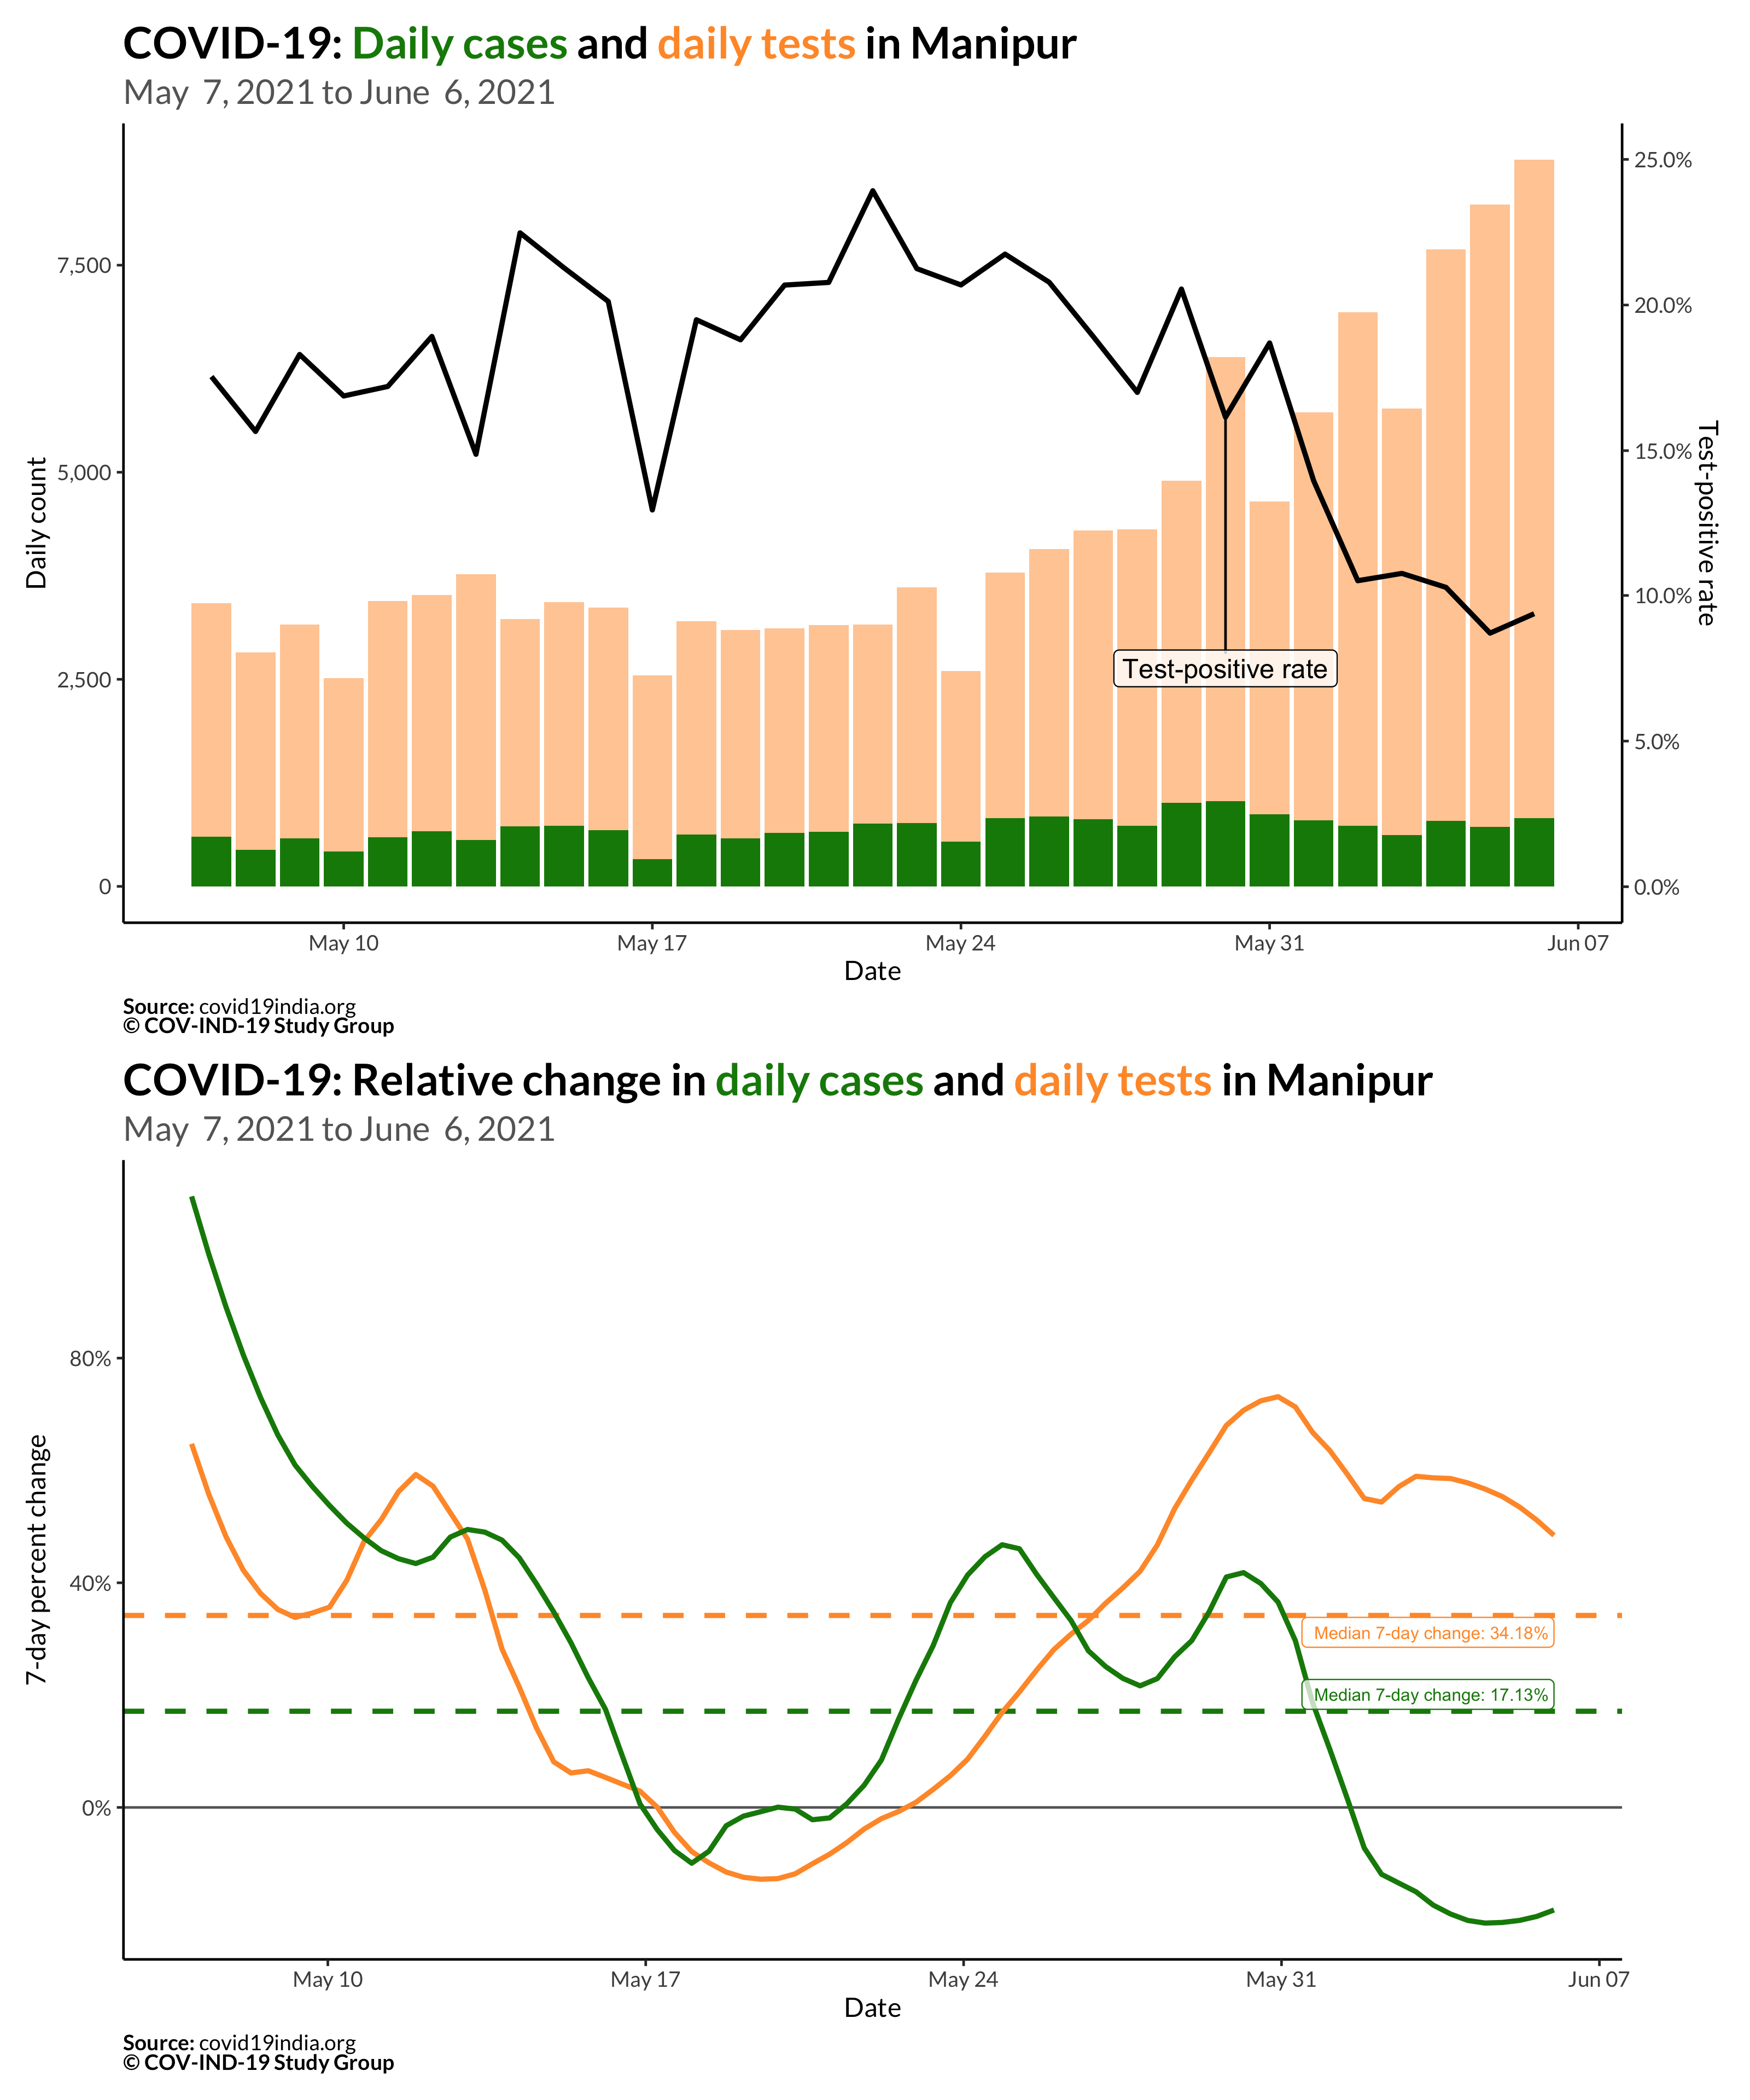 COVID-19: Daily cases and daily tests in Manipur
May 7, 2021 to June 6, 2021
Daily count
7,500
5,000
2,500
0
25.0%
20.0%
15.0%
10.0%
5.0%
0.0%
Test-positive rate
Test-positive rate
May 10
May 17
May 24
May 31
Jun 07
Date
Source: covid19india.org
© COV-IND-19 Study Group
COVID-19: Relative change in daily cases and daily tests in Manipur
May 7, 2021 to June 6, 2021
7-day percent change
80%
40%
0%
Median 7-day change: 34.18%
Median 7-day change: 17.13%
May 10
May 17
May 24
May 31
Jun 07
Date
Source: covid19india.org
© COV-IND-19 Study Group